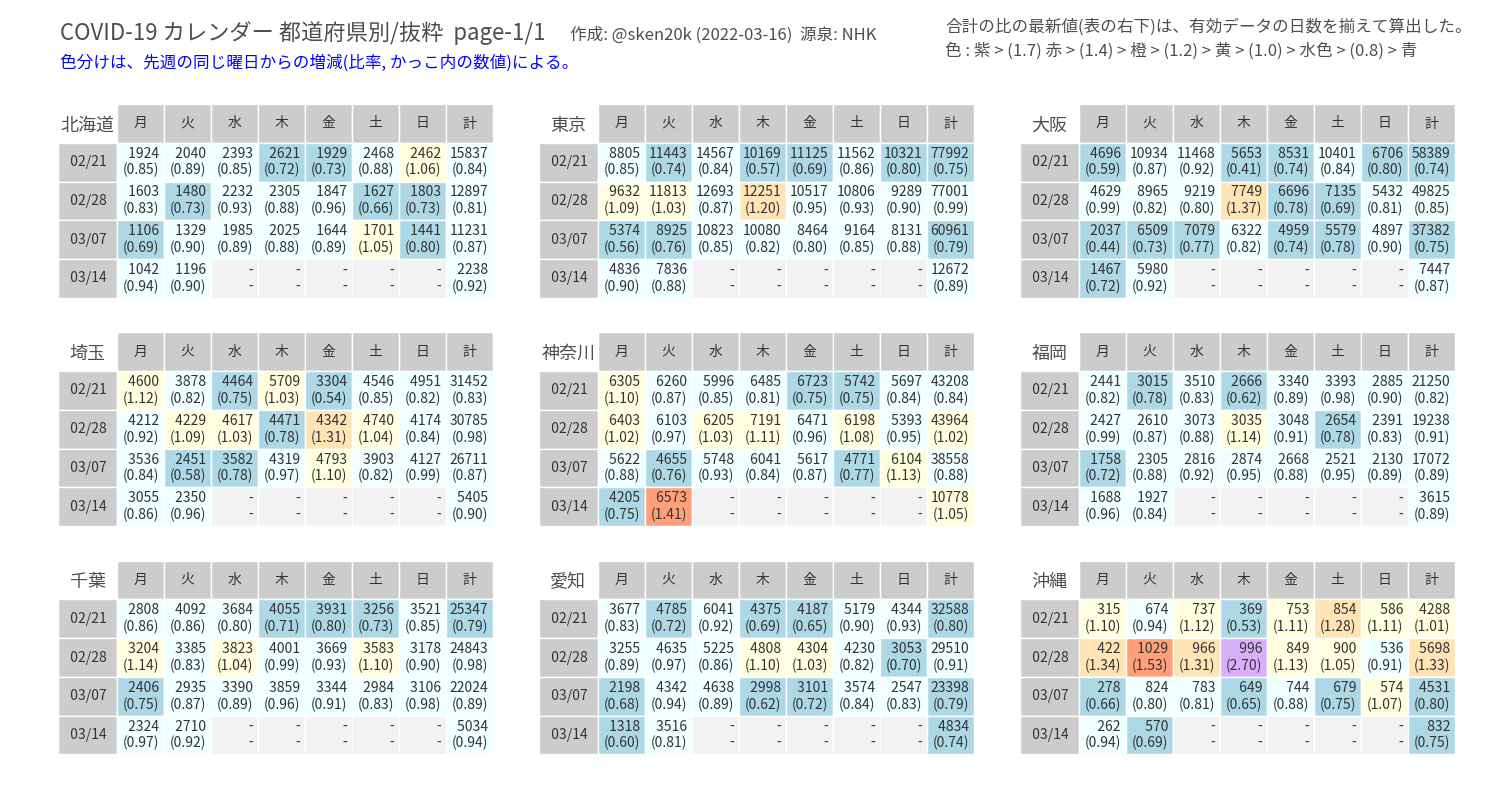 COVID-19 カレンダー 都道府県別/抜粋 page-1/1 作成: @sken20k (2022-03-16) 源泉: NHK
色分けは、先週の同じ曜日からの増減(比率, かっこ内の数値)による。
合計の比の最新値(表の右下)は、有効データの日数を揃えて算出した。
色 : 紫 > (1.7) 赤 > (1.4) > 橙 > (1.2) > 黄 > (1.0) > 水色 > (0.8) > 青
北海道 月 火 水 木 金 土 日 計
02/21 1924 2040 2393 2621 1929 2468 2462 15837
(0.85) (0.89) (0.85) (0.72) (0.73) (0.88) (1.06) (0.84)
02/28 1603 1480 2232 2305 1847 1627 1803 12897
(0.83) (0.73) (0.93) (0.88) (0.96) (0.66) (0.73) (0.81)
03/07 1106 1329 1985 2025 1644 1701 1441 11231
(0.69) (0.90) (0.89) (0.88) (0.89) (1.05) (0.80) (0.87)
03/14 1042 1196 - - - - - 2238
(0.94) (0.90) - - - - - (0.92)
東京 月 火 水 木 金 土 日 計
02/21 8805 11443 14567 10169 11125 11562 10321 77992
(0.85) (0.74) (0.84) (0.57) (0.69) (0.86) (0.80) (0.75)
02/28 9632 11813 12693 12251 10517 10806 9289 77001
(1.09) (1.03) (0.87) (1.20) (0.95) (0.93) (0.90) (0.99)
03/07 5374 8925 10823 10080 8464 9164 8131 60961
(0.56) (0.76) (0.85) (0.82) (0.80) (0.85) (0.88) (0.79)
03/14 4836 7836 - - - - - 12672
(0.90) (0.88) - - - - - (0.89)
大阪 月 火 水 木 金 土 日 計
02/21 4696 10934 11468 5653 8531 10401 6706 58389
(0.59) (0.87) (0.92) (0.41) (0.74) (0.84) (0.80) (0.74)
02/28 4629 8965 9219 7749 6696 7135 5432 49825
(0.99) (0.82) (0.80) (1.37) (0.78) (0.69) (0.81) (0.85)
03/07 2037 6509 7079 6322 4959 5579 4897 37382
(0.44) (0.73) (0.77) (0.82) (0.74) (0.78) (0.90) (0.75)
03/14 1467 5980 - - - - - 7447
(0.72) (0.92) - - - - - (0.87)
埼玉 月 火 水 木 金 土 日 計
02/21 4600 3878 4464 5709 3304 4546 4951 31452
(1.12) (0.82) (0.75) (1.03) (0.54) (0.85) (0.82) (0.83)
02/28 4212 4229 4617 4471 4342 4740 4174 30785
(0.92) (1.09) (1.03) (0.78) (1.31) (1.04) (0.84) (0.98)
03/07 3536 2451 3582 4319 4793 3903 4127 26711
(0.84) (0.58) (0.78) (0.97) (1.10) (0.82) (0.99) (0.87)
03/14 3055 2350 - - - - - 5405
(0.86) (0.96) - - - - - (0.90)
神奈川 月 火 水 木 金 土 日 計
02/21 6305 6260 5996 6485 6723 5742 5697 43208
(1.10) (0.87) (0.85) (0.81) (0.75) (0.75) (0.84) (0.84)
02/28 6403 6103 6205 7191 6471 6198 5393 43964
(1.02) (0.97) (1.03) (1.11) (0.96) (1.08) (0.95) (1.02)
03/07 5622 4655 5748 6041 5617 4771 6104 38558
(0.88) (0.76) (0.93) (0.84) (0.87) (0.77) (1.13) (0.88)
03/14 4205 6573 - - - - - 10778
(0.75) (1.41) - - - - - (1.05)
福岡 月 火 水 木 金 土 日 計
02/21 2441 3015 3510 2666 3340 3393 2885 21250
(0.82) (0.78) (0.83) (0.62) (0.89) (0.98) (0.90) (0.82)
02/28 2427 2610 3073 3035 3048 2654 2391 19238
(0.99) (0.87) (0.88) (1.14) (0.91) (0.78) (0.83) (0.91)
03/07 1758 2305 2816 2874 2668 2521 2130 17072
(0.72) (0.88) (0.92) (0.95) (0.88) (0.95) (0.89) (0.89)
03/14 1688 1927 - - - - - 3615
(0.96) (0.84) - - - - - (0.89)
千葉 月 火 水 木 金 土 日 計
02/21 2808 4092 3684 4055 3931 3256 3521 25347
(0.86) (0.86) (0.80) (0.71) (0.80) (0.73) (0.85) (0.79)
02/28 3204 3385 3823 4001 3669 3583 3178 24843
(1.14) (0.83) (1.04) (0.99) (0.93) (1.10) (0.90) (0.98)
03/07 2406 2935 3390 3859 3344 2984 3106 22024
(0.75) (0.87) (0.89) (0.96) (0.91) (0.83) (0.98) (0.89)
03/14 2324 2710 - - - - - 5034
(0.97) (0.92) - - - - - (0.94)
愛知 月 火 水 木 金 土 日 計
02/21 3677 4785 6041 4375 4187 5179 4344 32588
(0.83) (0.72) (0.92) (0.69) (0.65) (0.90) (0.93) (0.80)
02/28 3255 4635 5225 4808 4304 4230 3053 29510
(0.89) (0.97) (0.86) (1.10) (1.03) (0.82) (0.70) (0.91)
03/07 2198 4342 4638 2998 3101 3574 2547 23398
(0.68) (0.94) (0.89) (0.62) (0.72) (0.84) (0.83) (0.79)
03/14 1318 3516 - - - - - 4834
(0.60) (0.81) - - - - - (0.74)
沖縄 月 火 水 木 金 土 日 計
02/21 315 674 737 369 753 854 586 4288
(1.10) (0.94) (1.12) (0.53) (1.11) (1.28) (1.11) (1.01)
02/28 422 1029 966 996 849 900 536 5698
(1.34) (1.53) (1.31) (2.70) (1.13) (1.05) (0.91) (1.33)
03/07 278 824 783 649 744 679 574 4531
(0.66) (0.80) (0.81) (0.65) (0.88) (0.75) (1.07) (0.80)
03/14 262 570 - - - - - 832
(0.94) (0.69) - - - - - (0.75)